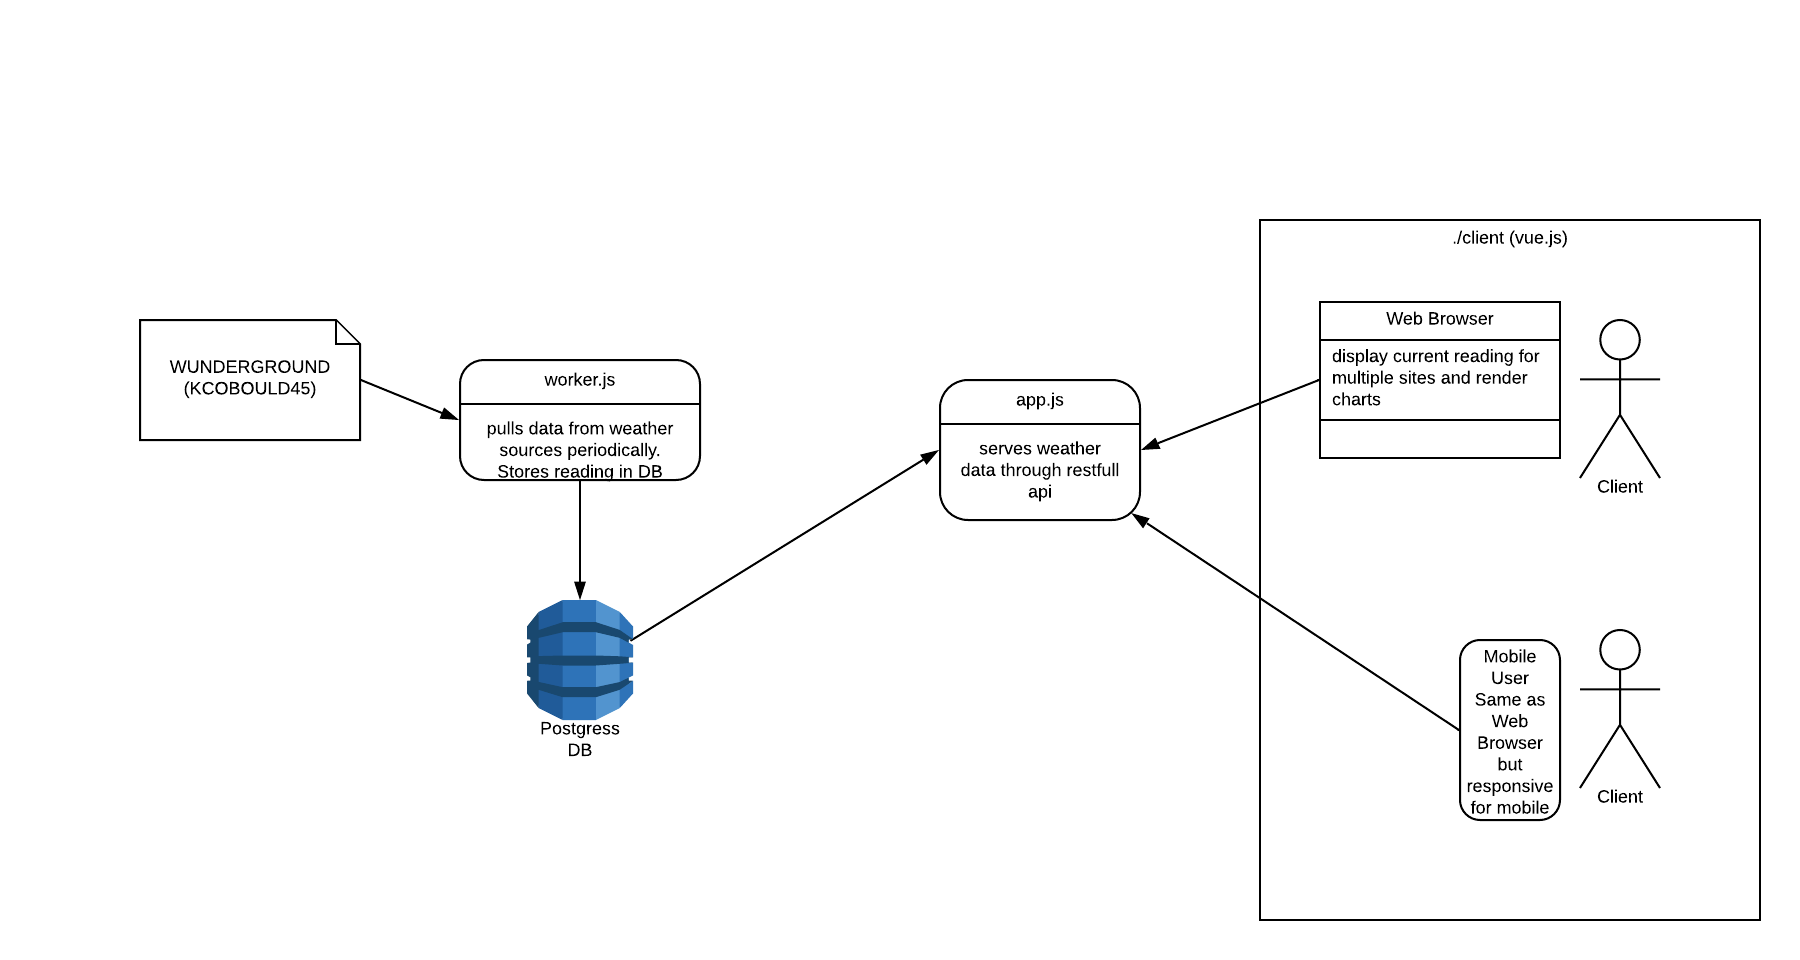 ./client (vue.js)
WUNDERGROUND
(KCOBOULD45)
worker.js
pulls data from weather
sources periodically.
Stores reading in DB
Postgress
DB
app.js
serves weather
data through restfull
api
Web Browser
display current reading for
multiple sites and render
charts
Client
Mobile
User
Same as
Web
Browser
but
responsive
for mobile
Client